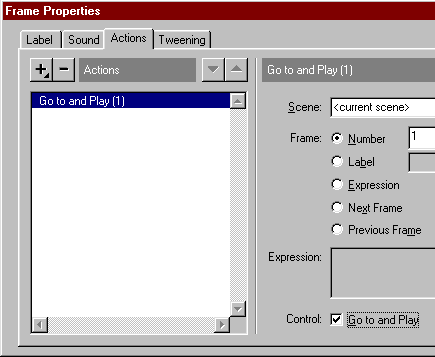 Frame Properties
Label Sound Actions Tweening
Actions
Go to and Play (1)
Go to and Play (1)
Scene: <current scene>
Frame: Number 1
Label
Expression
Next Frame
Previous Frame
Expression:
Control: Go to and Play